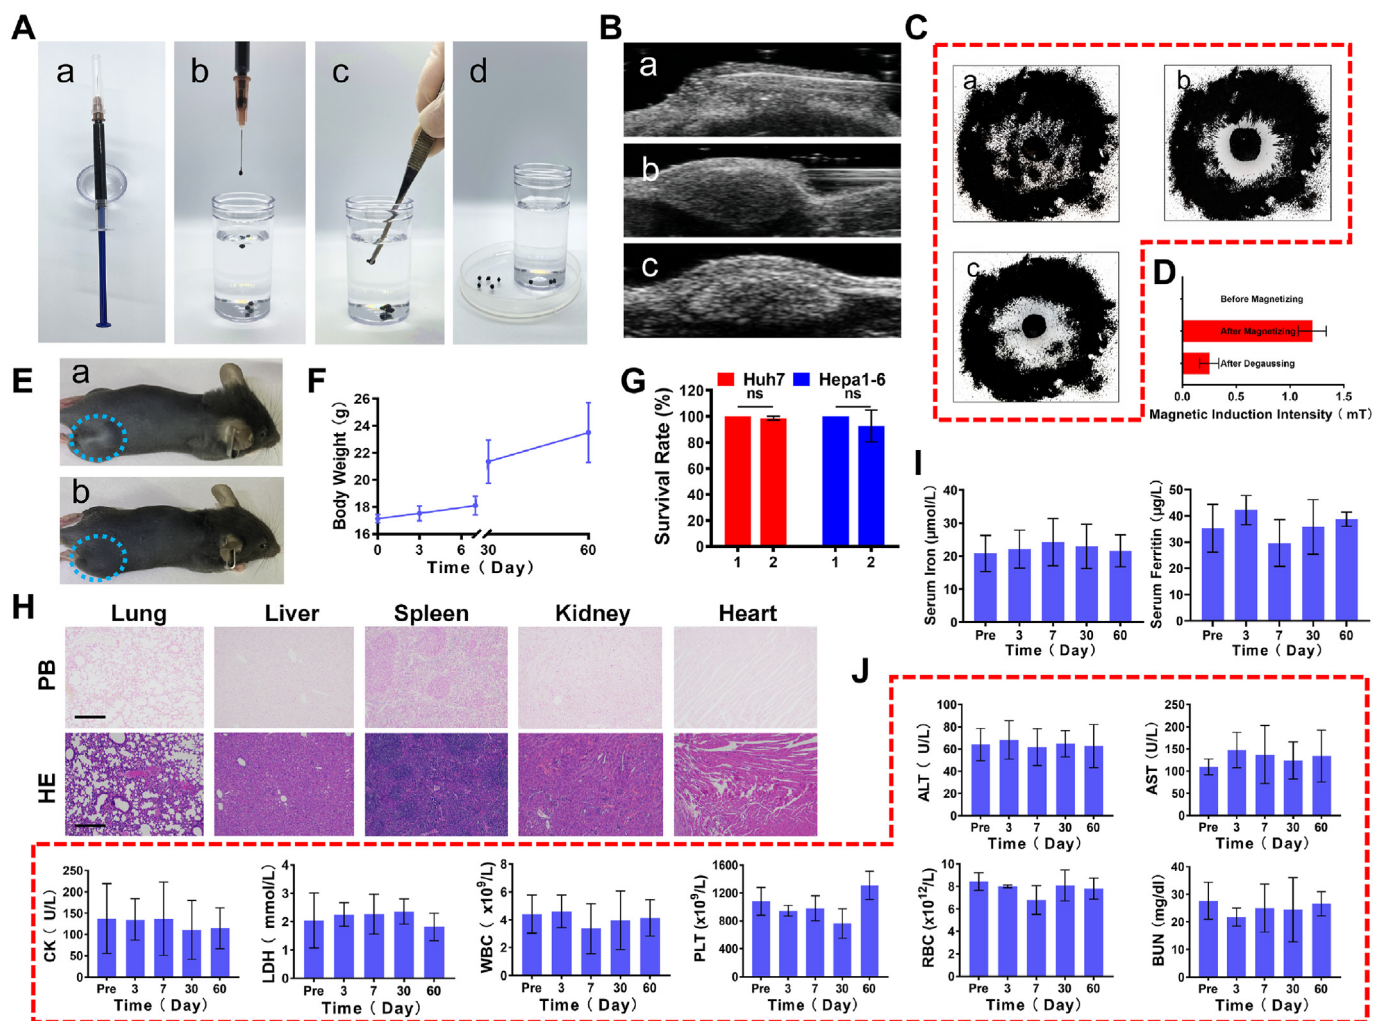 A
a
b
c
d
B
a
b
c
C
a
b
c
D
Before Magnetizing
After Magnetizing
After Degaussing
0.0 0.5 1.0 1.5
Magnetic Induction Intensity ( mT)
E
a
b
F
Body Weight (g)
26
24
22
20
18
16
0 3 6 30 60
Time ( Day)
G
Huh7 Hepa1-6
ns ns
Survival Rate (%)
120
100
80
60
40
20
0
1 2 1 2
H
Lung Liver Spleen Kidney Heart
PB
HE
I
Serum Iron (μmol/L)
40
30
20
10
0
Pre 3 7 30 60
Time ( Day)
Serum Ferritin (μg/L)
50
40
30
20
10
0
Pre 3 7 30 60
Time ( Day)
J
ALT ( U/L)
100
80
60
40
20
0
Pre 3 7 30 60
Time ( Day)
AST (U/L)
250
200
150
100
50
0
Pre 3 7 30 60
Time ( Day)
CK ( U/L)
250
200
150
100
50
0
Pre 3 7 30 60
Time ( Day)
LDH ( mmol/L)
4
3
2
1
0
Pre 3 7 30 60
Time ( Day)
WBC ( x10⁹/L)
8
6
4
2
0
Pre 3 7 30 60
Time ( Day)
PLT (x10⁹/L)
1600
1200
800
400
0
Pre 3 7 30 60
Time ( Day)
RBC (x10¹²/L)
10
8
6
4
2
0
Pre 3 7 30 60
Time ( Day)
BUN (mg/dl)
40
30
20
10
0
Pre 3 7 30 60
Time ( Day)